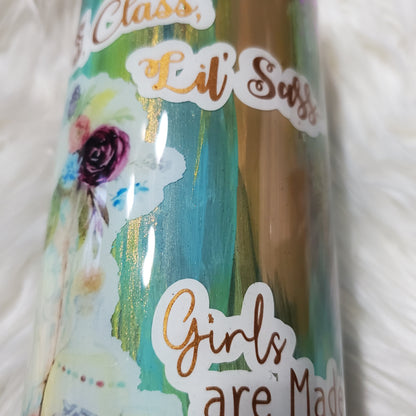 Class,
Lil' Sass
Girls
are Made